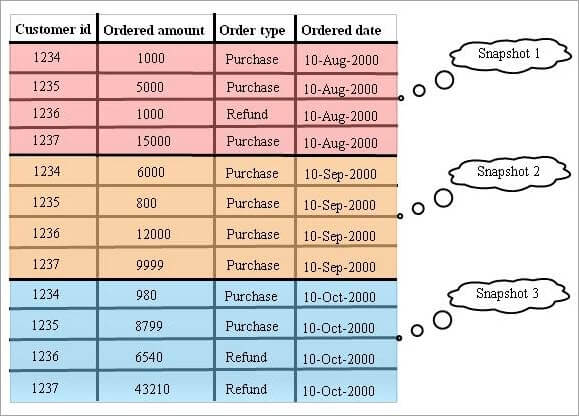 Customer id Ordered amount Order type Ordered date
1234 1000 Purchase 10-Aug-2000
Snapshot 1
1235 5000 Purchase 10-Aug-2000
1236 1000 Refund 10-Aug-2000
1237 15000 Purchase 10-Aug-2000
1234 6000 Purchase 10-Sep-2000
Snapshot 2
1235 800 Purchase 10-Sep-2000
1236 12000 Purchase 10-Sep-2000
1237 9999 Purchase 10-Sep-2000
1234 980 Purchase 10-Oct-2000
Snapshot 3
1235 8799 Purchase 10-Oct-2000
1236 6540 Refund 10-Oct-2000
1237 43210 Refund 10-Oct-2000